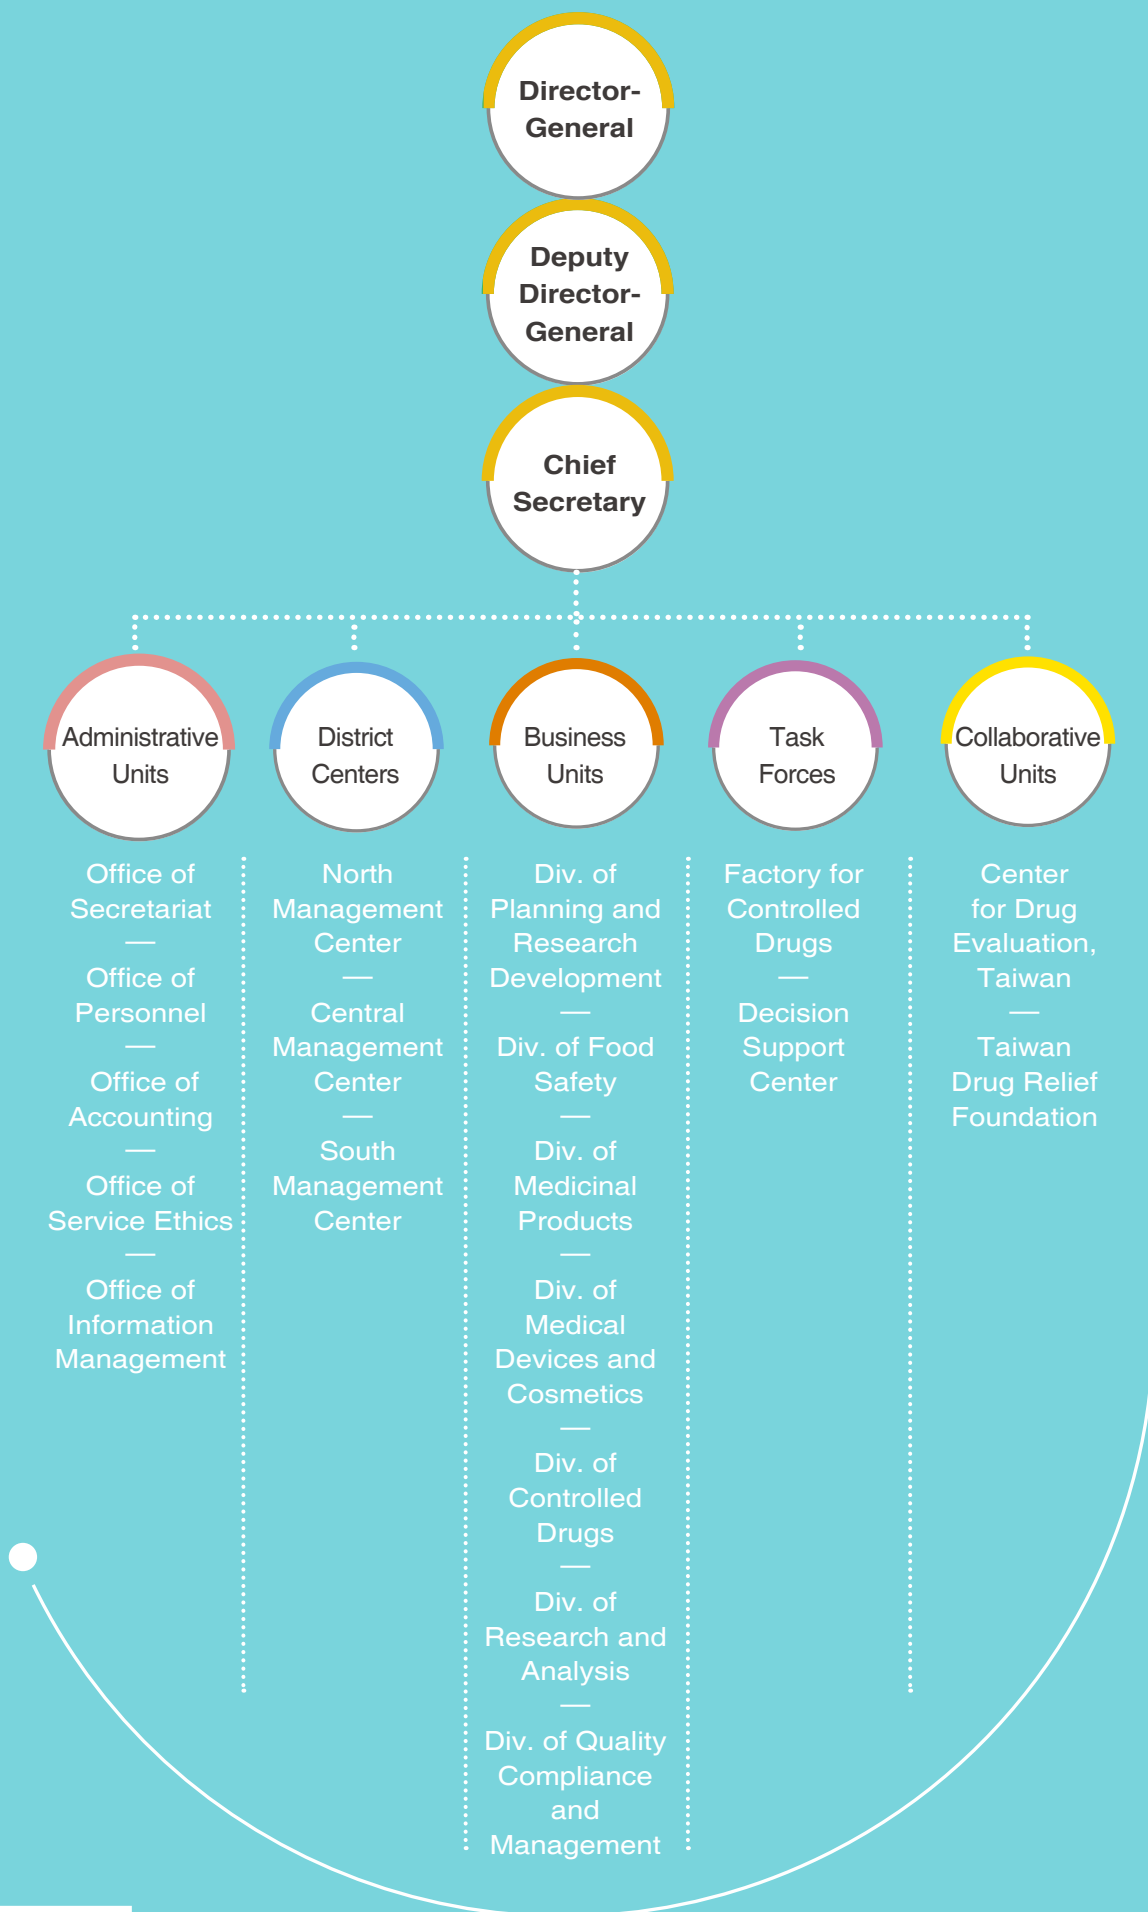 Director-
General
Deputy
Director-
General
Chief
Secretary
Administrative
Units
Office of
Secretariat
—
Office of
Personnel
—
Office of
Accounting
—
Office of
Service Ethics
—
Office of
Information
Management
District
Centers
North
Management
Center
—
Central
Management
Center
—
South
Management
Center
Business
Units
Div. of
Planning and
Research
Development
—
Div. of Food
Safety
—
Div. of
Medicinal
Products
—
Div. of
Medical
Devices and
Cosmetics
—
Div. of
Controlled
Drugs
—
Div. of
Research and
Analysis
—
Div. of Quality
Compliance
and
Management
Task
Forces
Factory for
Controlled
Drugs
—
Decision
Support
Center
Collaborative
Units
Center
for Drug
Evaluation,
Taiwan
—
Taiwan
Drug Relief
Foundation